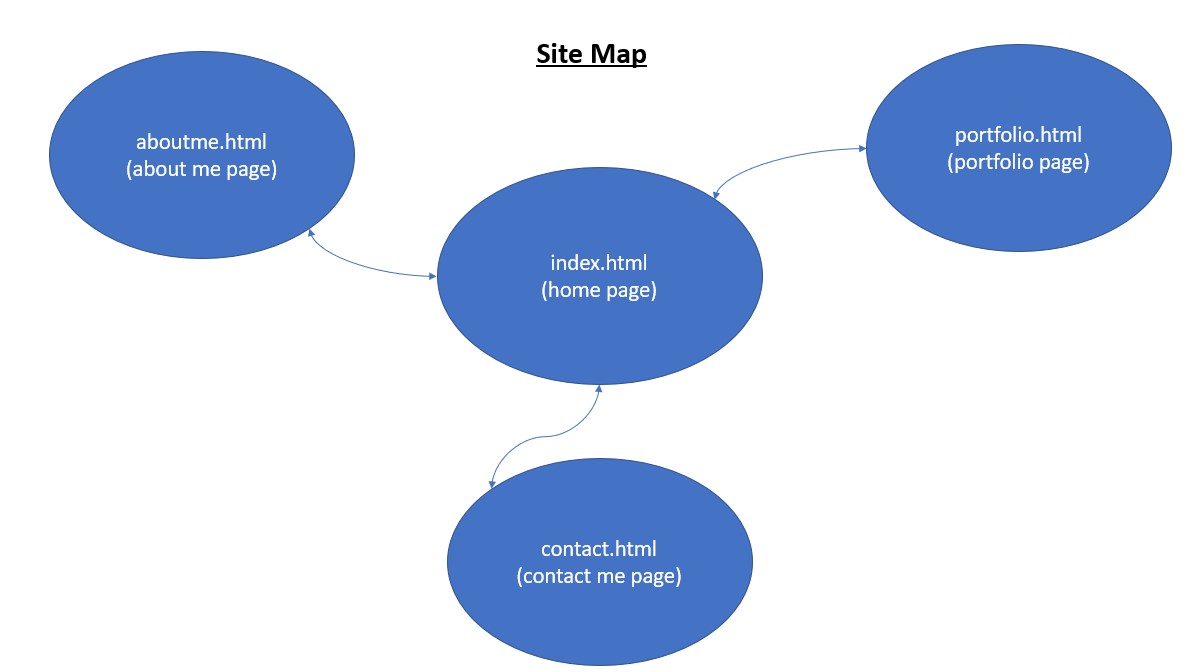 Site Map
aboutme.html
(about me page)
portfolio.html
(portfolio page)
index.html
(home page)
contact.html
(contact me page)